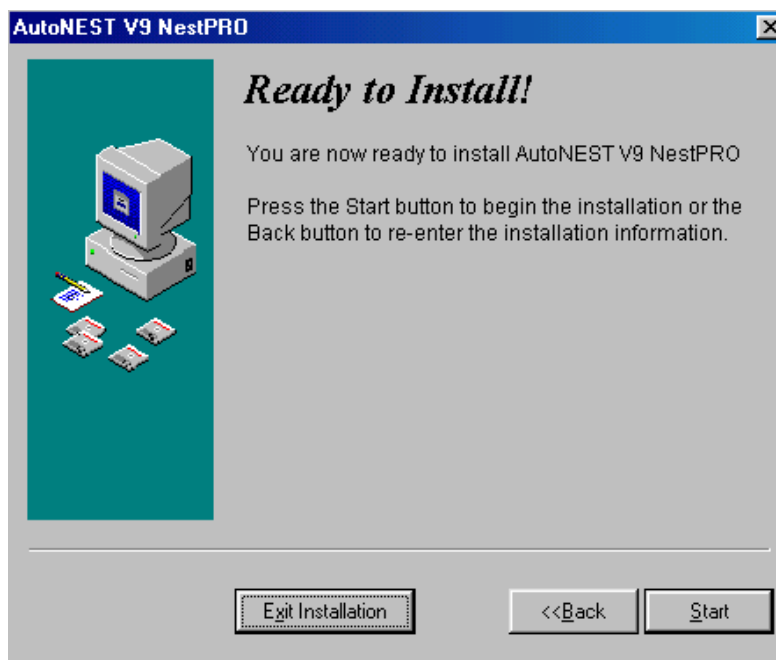 AutoNEST V9 NestPRO
Ready to Install!
You are now ready to install AutoNEST V9 NestPRO
Press the Start button to begin the installation or the
Back button to re-enter the installation information.
Exit Installation
<<Back
Start